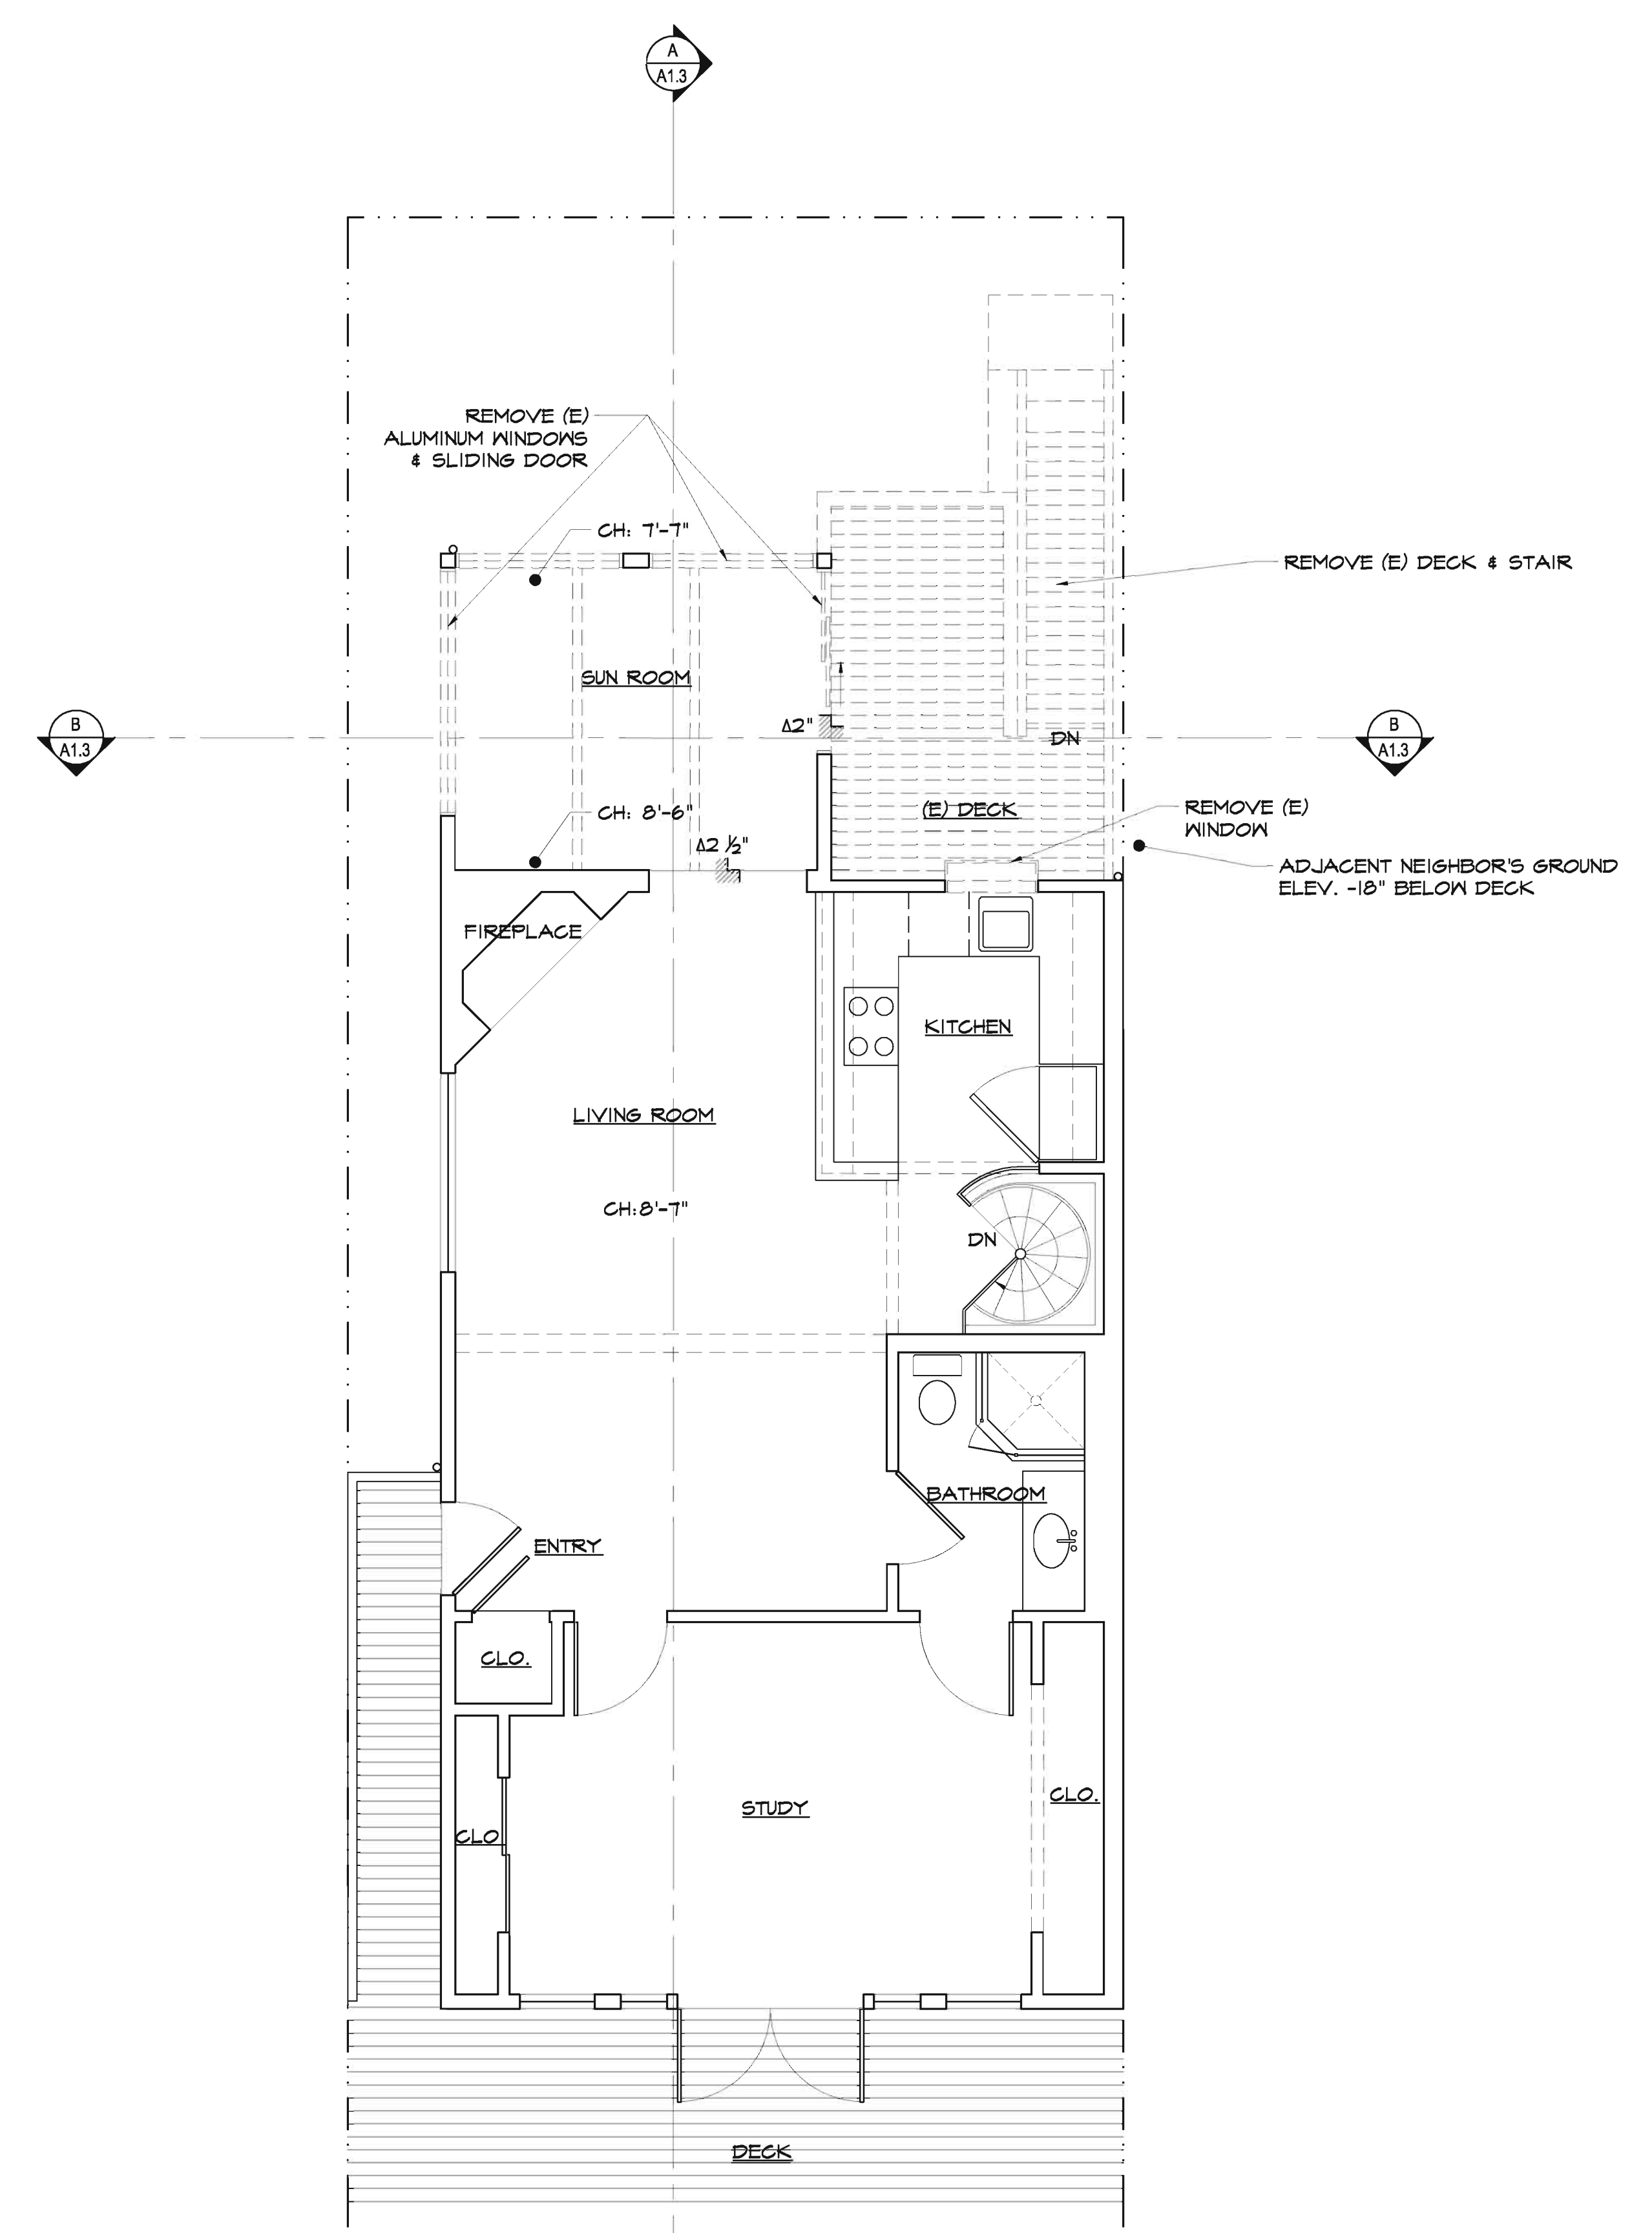 A
A1.3
REMOVE (E)
ALUMINUM WINDOWS
& SLIDING DOOR
CH: 7'-7"
REMOVE (E) DECK & STAIR
SUN ROOM
Δ2"
B
A1.3
DN
B
A1.3
CH: 8'-6"
(E) DECK
REMOVE (E)
WINDOW
Δ2 ½"
ADJACENT NEIGHBOR'S GROUND
ELEV. -18" BELOW DECK
FIREPLACE
KITCHEN
LIVING ROOM
CH:8'-7"
DN
BATHROOM
ENTRY
CLO.
CLO.
STUDY
CLO
DECK